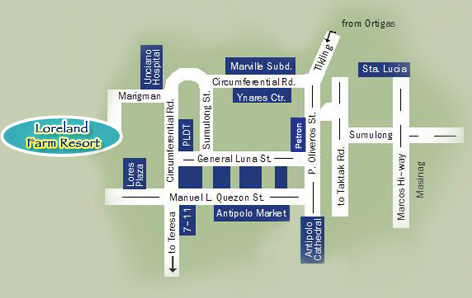 from Ortigas
Tikling
Marville Subd.
Sta. Lucia
Unciano
Hospital
Circumferential Rd.
Marigman
Ynares Ctr.
Circumferential Rd.
Sumulong St.
PLDT
Petron
P. Oliveros St.
Sumulong
Loreland
Farm Resort
General Luna St.
to Taktak Rd.
Marcos Hi-way
Masinag
Lores
Plaza
Manuel L. Quezon St.
7-11
Antipolo Market
to Teresa
Antipolo
Cathedral